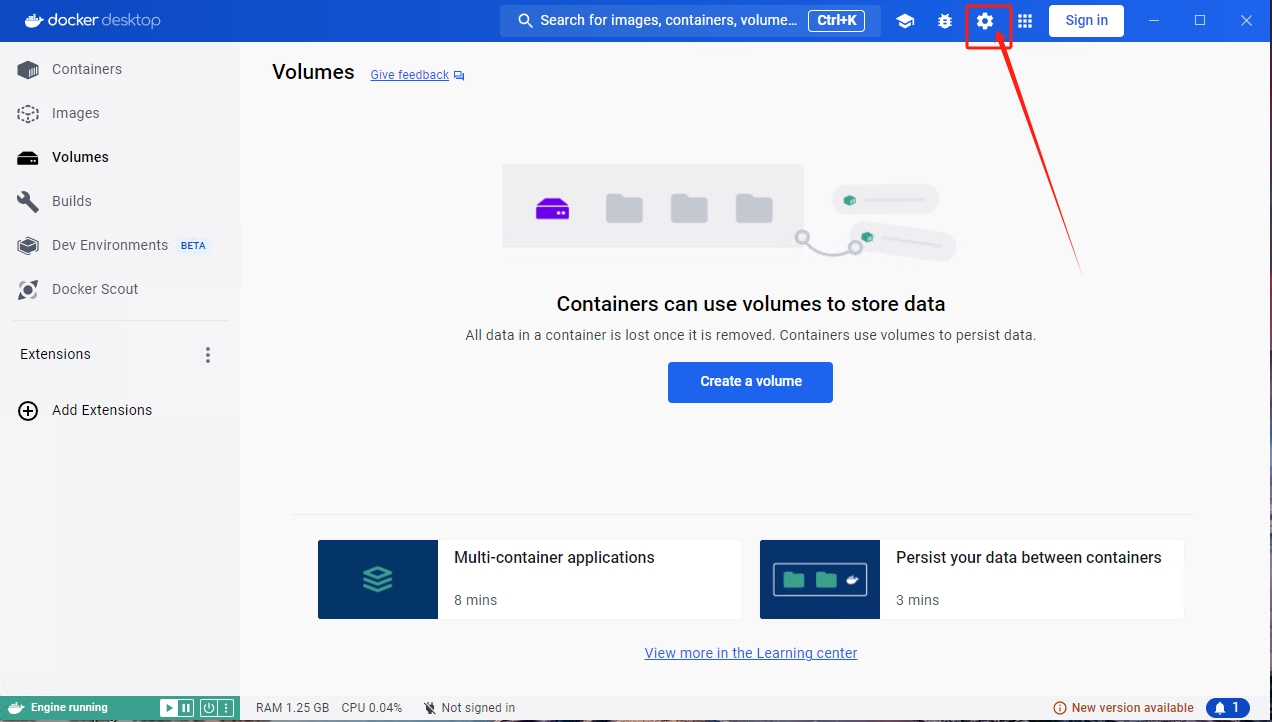 docker desktop
Search for images, containers, volume... Ctrl+K
Sign in
Containers
Images
Volumes
Builds
Dev Environments BETA
Docker Scout
Extensions
Add Extensions
Volumes Give feedback
Containers can use volumes to store data
All data in a container is lost once it is removed. Containers use volumes to persist data.
Create a volume
Multi-container applications
8 mins
Persist your data between containers
3 mins
View more in the Learning center
Engine running
RAM 1.25 GB CPU 0.04% Not signed in
New version available
1